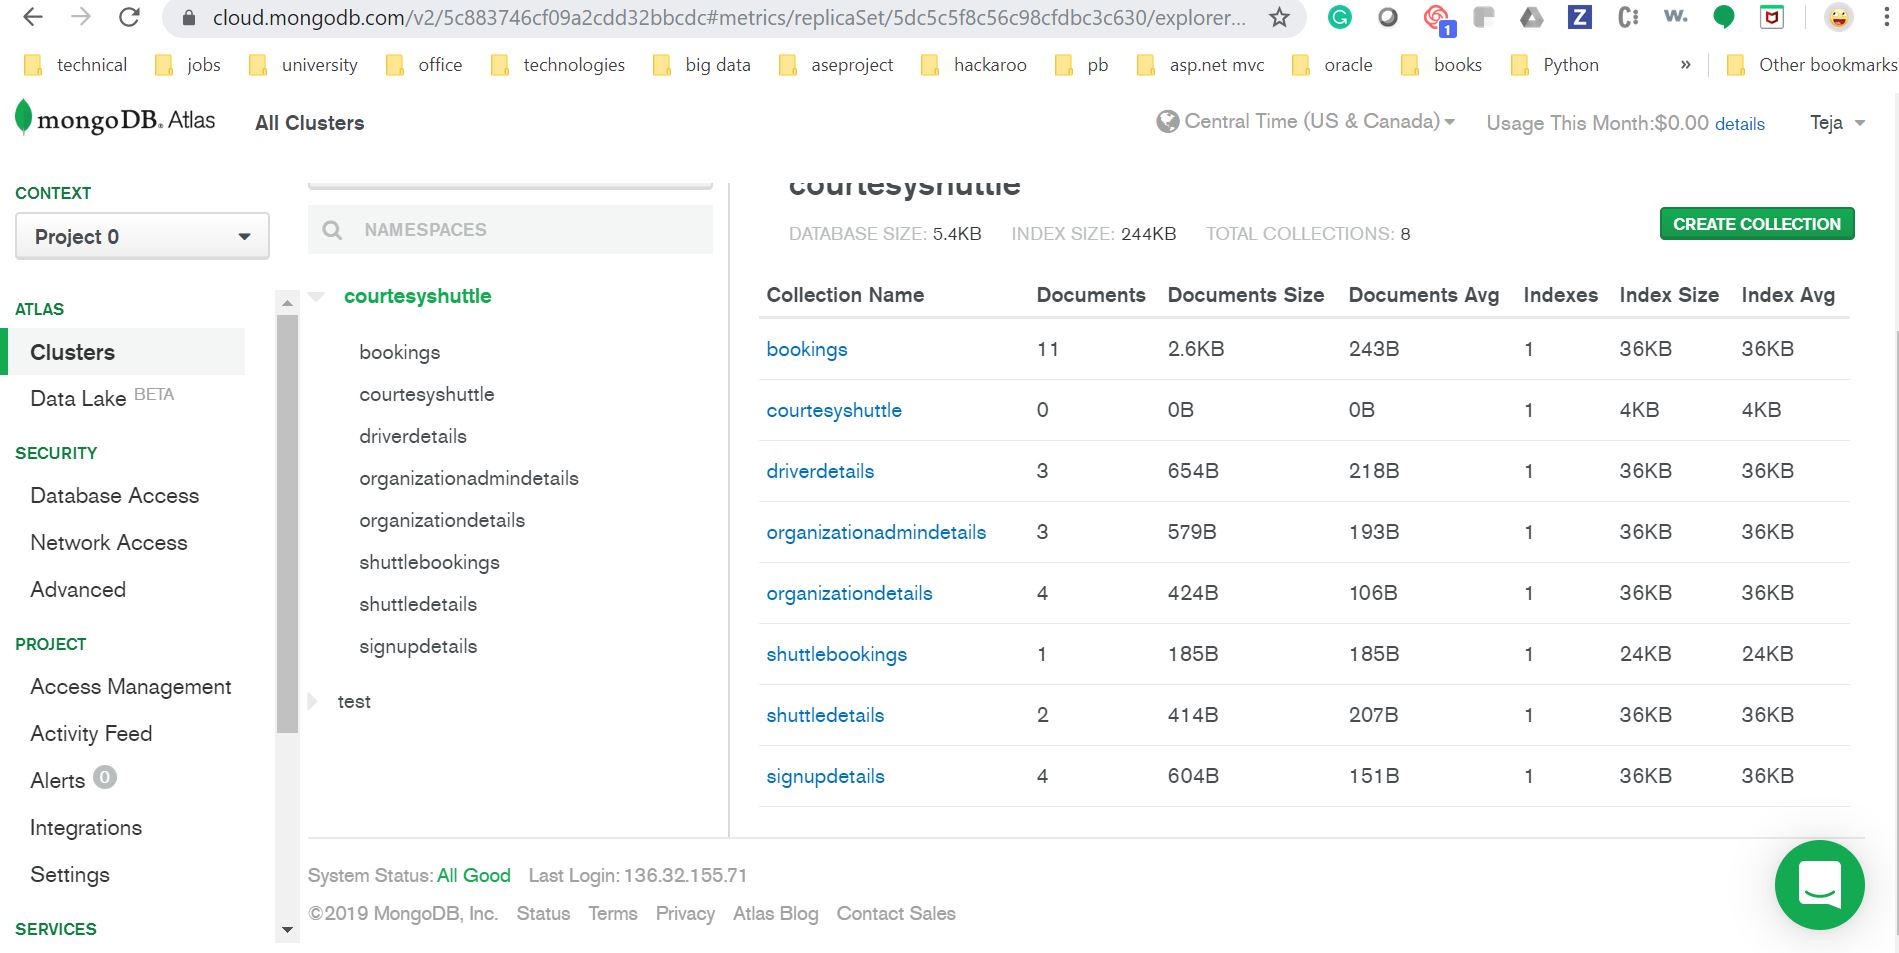 cloud.mongodb.com/v2/5c883746cf09a2cdd32bbcdc#metrics/replicaSet/5dc5c5f8c56c98cfdbc3c630/explorer...
1
technical jobs university office technologies big data aseproject hackaroo pb asp.net mvc oracle books Python » Other bookmarks
mongoDB. Atlas All Clusters Central Time (US & Canada) Usage This Month:$0.00 details Teja
CONTEXT
Project 0
ATLAS
Clusters
Data Lake BETA
SECURITY
Database Access
Network Access
Advanced
PROJECT
Access Management
Activity Feed
Alerts 0
Integrations
Settings
SERVICES
NAMESPACES
courtesyshuttle
bookings
courtesyshuttle
driverdetails
organizationadmindetails
organizationdetails
shuttlebookings
shuttledetails
signupdetails
test
courtesyshuttle
DATABASE SIZE: 5.4KB INDEX SIZE: 244KB TOTAL COLLECTIONS: 8
CREATE COLLECTION
Collection Name Documents Documents Size Documents Avg Indexes Index Size Index Avg
bookings 11 2.6KB 243B 1 36KB 36KB
courtesyshuttle 0 0B 0B 1 4KB 4KB
driverdetails 3 654B 218B 1 36KB 36KB
organizationadmindetails 3 579B 193B 1 36KB 36KB
organizationdetails 4 424B 106B 1 36KB 36KB
shuttlebookings 1 185B 185B 1 24KB 24KB
shuttledetails 2 414B 207B 1 36KB 36KB
signupdetails 4 604B 151B 1 36KB 36KB
System Status: All Good Last Login: 136.32.155.71
©2019 MongoDB, Inc. Status Terms Privacy Atlas Blog Contact Sales